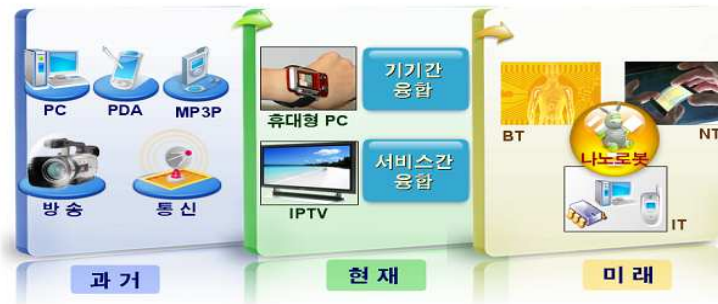 PC
PDA
MP3P
방송
통신
과거
기기간
융합
휴대형 PC
서비스간
융합
IPTV
현재
BT
NT
나노로봇
IT
미래